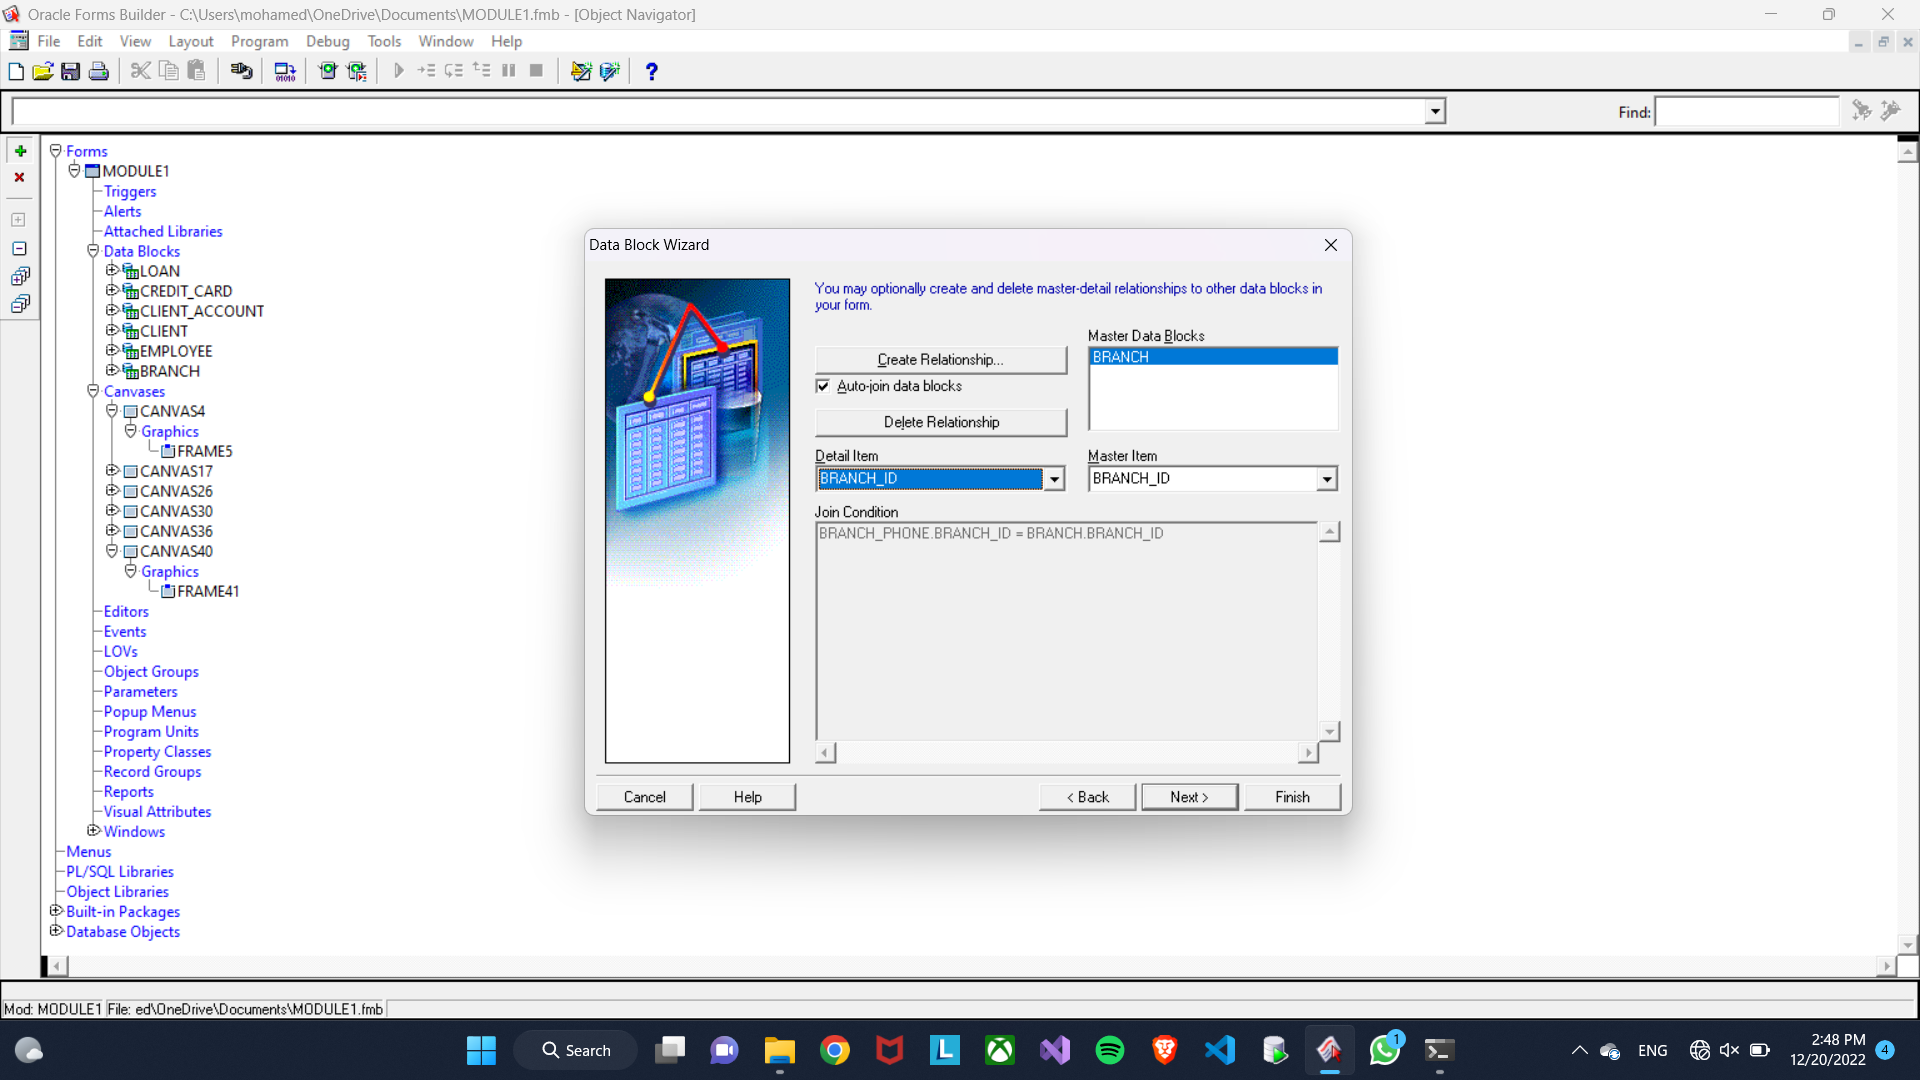 Oracle Forms Builder - C:\Users\mohamed\OneDrive\Documents\MODULE1.fmb - [Object Navigator]
File Edit View Layout Program Debug Tools Window Help
Find:
Forms
MODULE1
Triggers
Alerts
Attached Libraries
Data Blocks
LOAN
CREDIT_CARD
CLIENT_ACCOUNT
CLIENT
EMPLOYEE
BRANCH
Canvases
CANVAS4
Graphics
FRAME5
CANVAS17
CANVAS26
CANVAS30
CANVAS36
CANVAS40
Graphics
FRAME41
Editors
Events
LOVs
Object Groups
Parameters
Popup Menus
Program Units
Property Classes
Record Groups
Reports
Visual Attributes
Windows
Menus
PL/SQL Libraries
Object Libraries
Built-in Packages
Database Objects
Data Block Wizard
You may optionally create and delete master-detail relationships to other data blocks in
your form.
Create Relationship...
Auto-join data blocks
Delete Relationship
Master Data Blocks
BRANCH
Detail Item
BRANCH_ID
Master Item
BRANCH_ID
Join Condition
BRANCH_PHONE.BRANCH_ID = BRANCH.BRANCH_ID
Cancel Help < Back Next > Finish
Mod: MODULE1 File: ed\OneDrive\Documents\MODULE1.fmb
Search
1
ENG
2:48 PM
12/20/2022
4